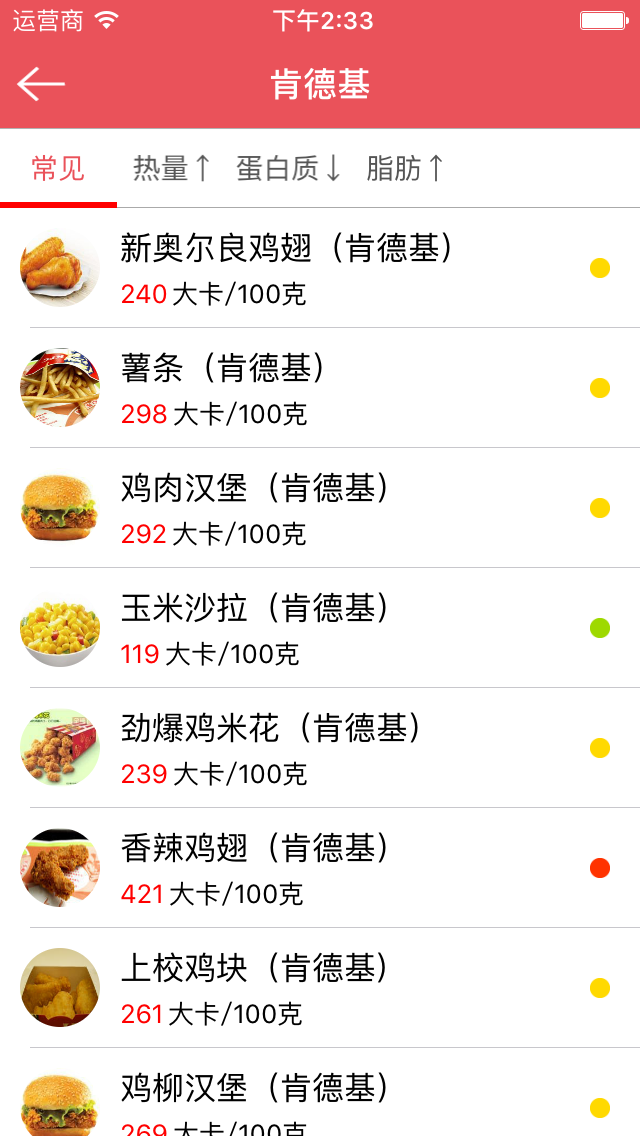 运营商 下午2:33
肯德基
常见 热量↑ 蛋白质↓ 脂肪↑
新奥尔良鸡翅（肯德基）
240 大卡/100克
薯条（肯德基）
298 大卡/100克
鸡肉汉堡（肯德基）
292 大卡/100克
玉米沙拉（肯德基）
119 大卡/100克
劲爆鸡米花（肯德基）
239 大卡/100克
香辣鸡翅（肯德基）
421 大卡/100克
上校鸡块（肯德基）
261 大卡/100克
鸡柳汉堡（肯德基）
269 大卡/100克